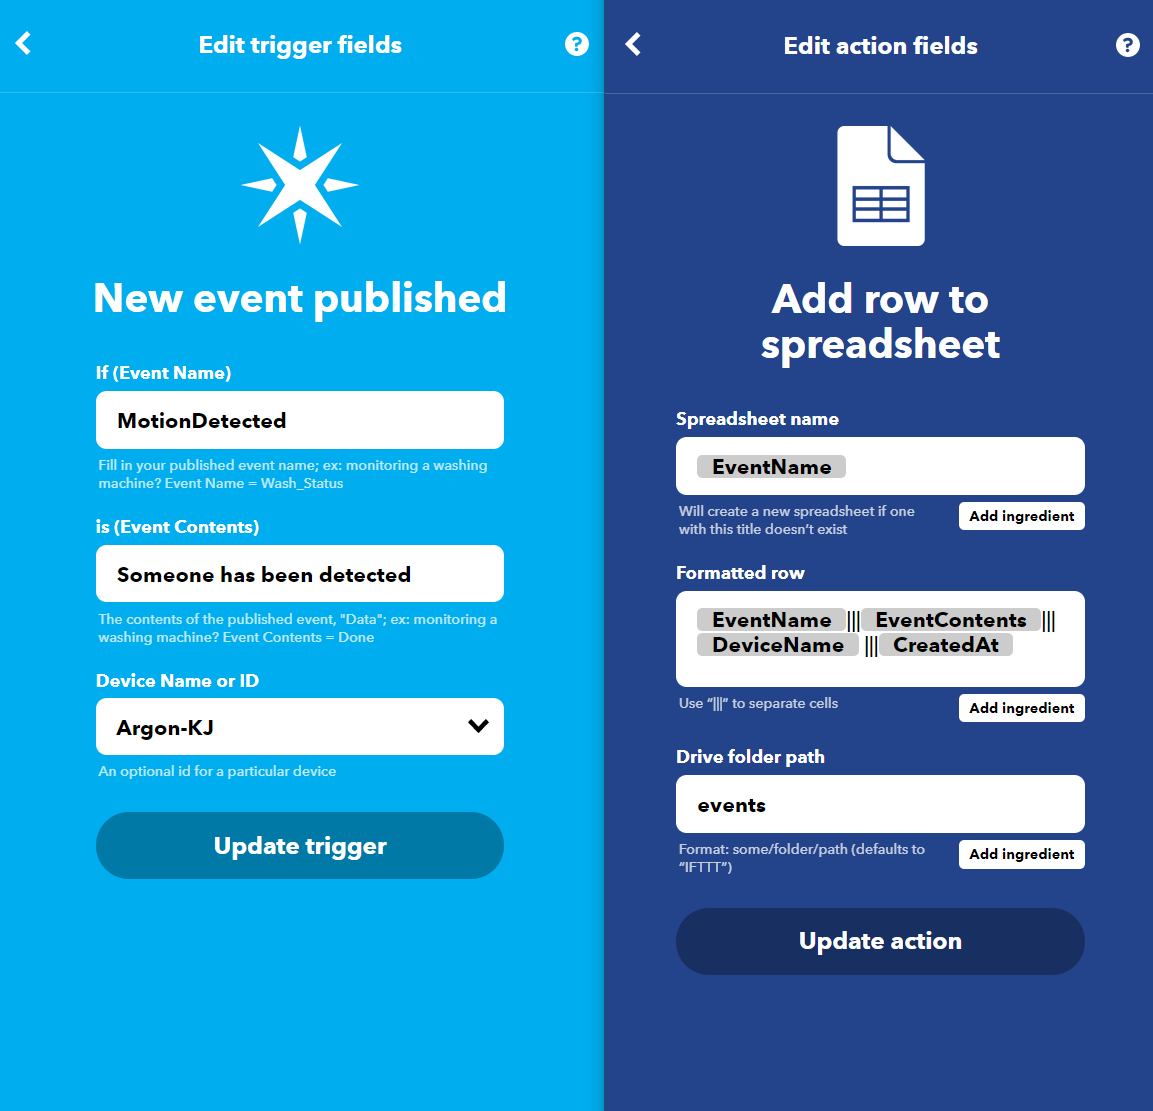 Edit trigger fields
?
New event published
If (Event Name)
MotionDetected
Fill in your published event name; ex: monitoring a washing
machine? Event Name = Wash_Status
is (Event Contents)
Someone has been detected
The contents of the published event, "Data"; ex: monitoring a
washing machine? Event Contents = Done
Device Name or ID
Argon-KJ
An optional id for a particular device
Update trigger
Edit action fields
?
Add row to
spreadsheet
Spreadsheet name
EventName
Will create a new spreadsheet if one
with this title doesn’t exist
Add ingredient
Formatted row
EventName ||| EventContents |||
DeviceName ||| CreatedAt
Use “|||” to separate cells
Add ingredient
Drive folder path
events
Format: some/folder/path (defaults to
“IFTTT”)
Add ingredient
Update action